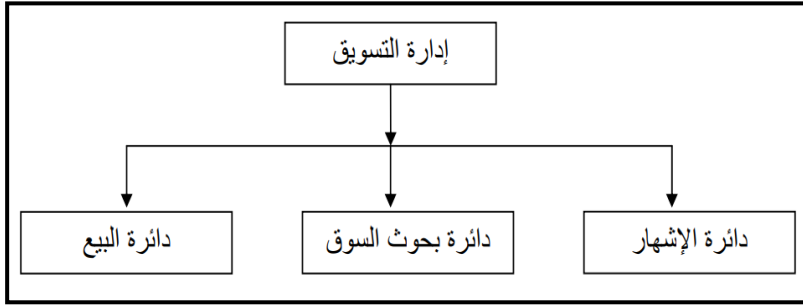 إدارة التسويق
دائرة الإشهار
دائرة بحوث السوق
دائرة البيع